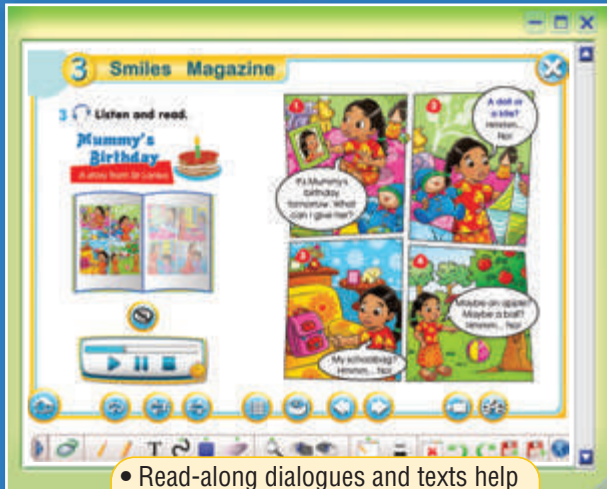 3 Smiles Magazine
3 Listen and read.
Mummy's
Birthday
A story from Sri Lanka
1
It's Mummy's
birthday
tomorrow. What
can I give her?
2
A doll or
a kite?
Hmmm...
No!
3
My schoolbag?
Hmmm... No!
4
Maybe an apple?
Maybe a ball?
Hmmm... No!
T
• Read-along dialogues and texts help